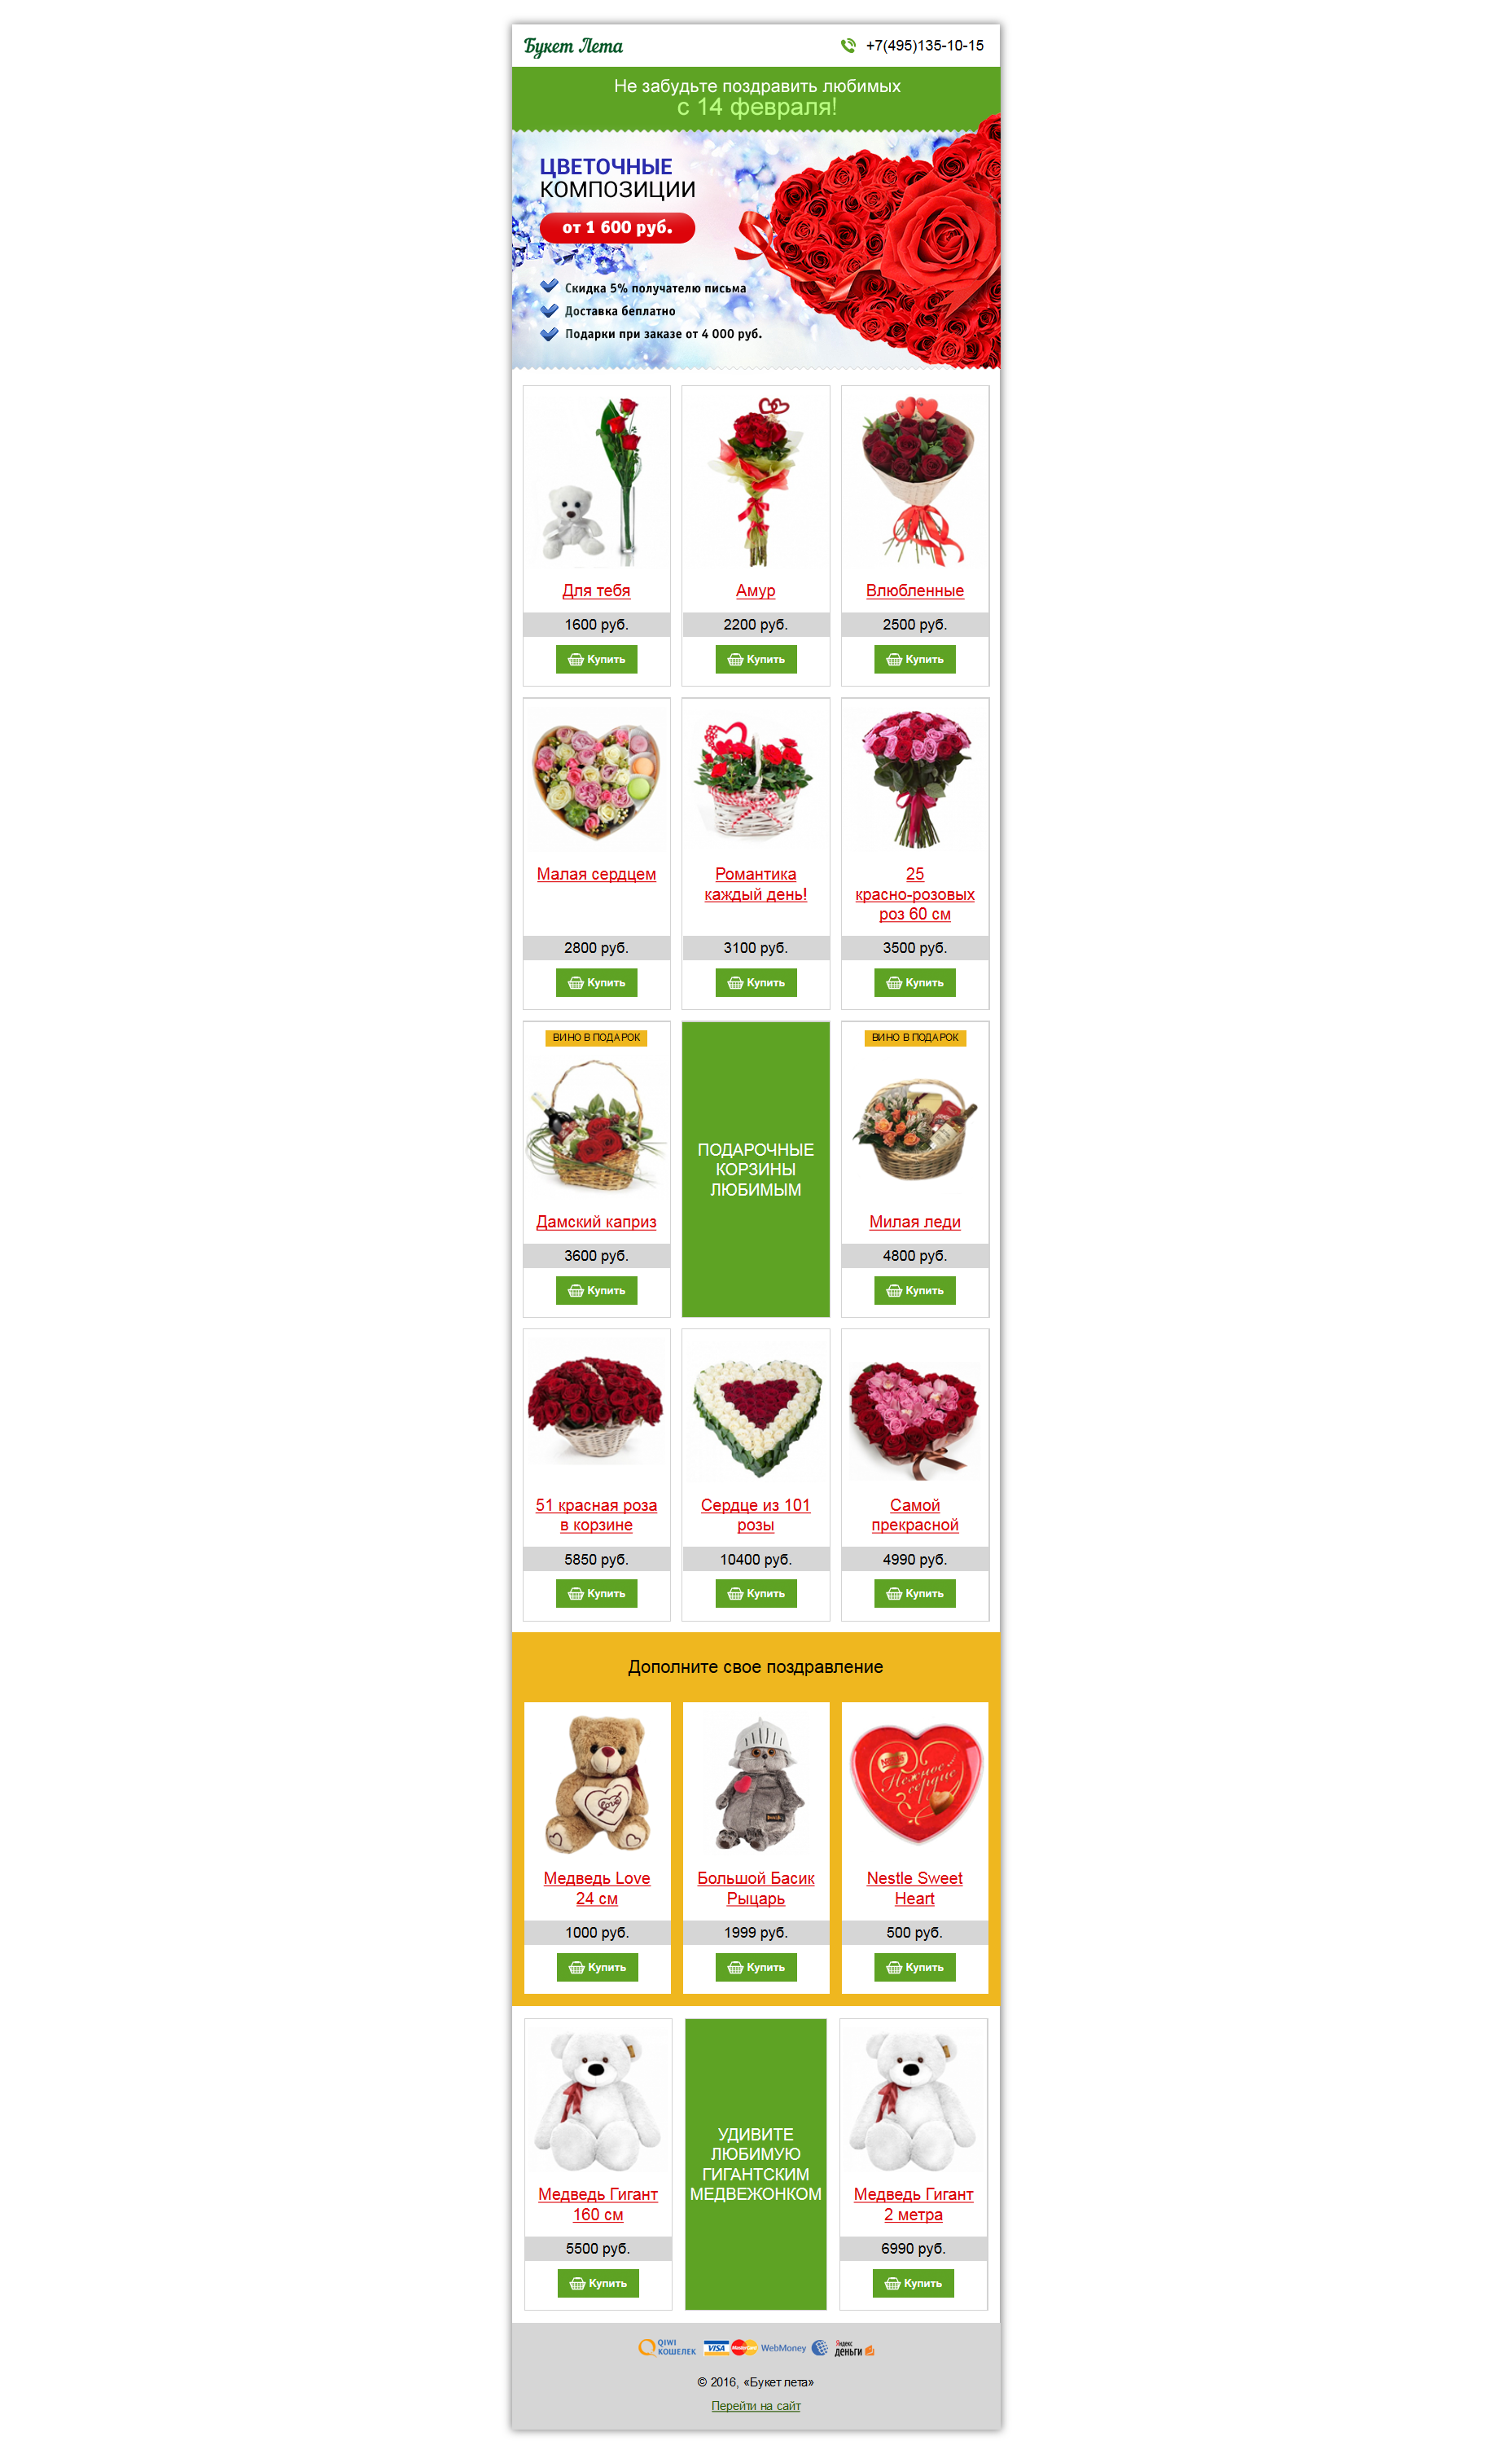 Букет Лета
+7(495)135-10-15
Не забудьте поздравить любимых
с 14 февраля!
ЦВЕТОЧНЫЕ
КОМПОЗИЦИИ
от 1 600 руб.
Скидка 5% получателю письма
Доставка беплатно
Подарки при заказе от 4 000 руб.
Для тебя
Амур
Влюбленные
1600 руб.
2200 руб.
2500 руб.
Купить
Купить
Купить
Малая сердцем
Романтика
каждый день!
25
красно-розовых
роз 60 см
2800 руб.
3100 руб.
3500 руб.
Купить
Купить
Купить
ВИНО В ПОДАРОК
ВИНО В ПОДАРОК
ПОДАРОЧНЫЕ
КОРЗИНЫ
ЛЮБИМЫМ
Дамский каприз
Милая леди
3600 руб.
4800 руб.
Купить
Купить
51 красная роза
в корзине
Сердце из 101
розы
Самой
прекрасной
5850 руб.
10400 руб.
4990 руб.
Купить
Купить
Купить
Дополните свое поздравление
Love
Nestle
Нежное
сердце
Медведь Love
24 см
Большой Басик
Рыцарь
Nestle Sweet
Heart
1000 руб.
1999 руб.
500 руб.
Купить
Купить
Купить
УДИВИТЕ
ЛЮБИМУЮ
ГИГАНТСКИМ
МЕДВЕЖОНКОМ
Медведь Гигант
160 см
Медведь Гигант
2 метра
5500 руб.
6990 руб.
Купить
Купить
QIWI
КОШЕЛЕК
VISA
MasterCard
WebMoney
Яндекс
деньги
© 2016, «Букет лета»
Перейти на сайт